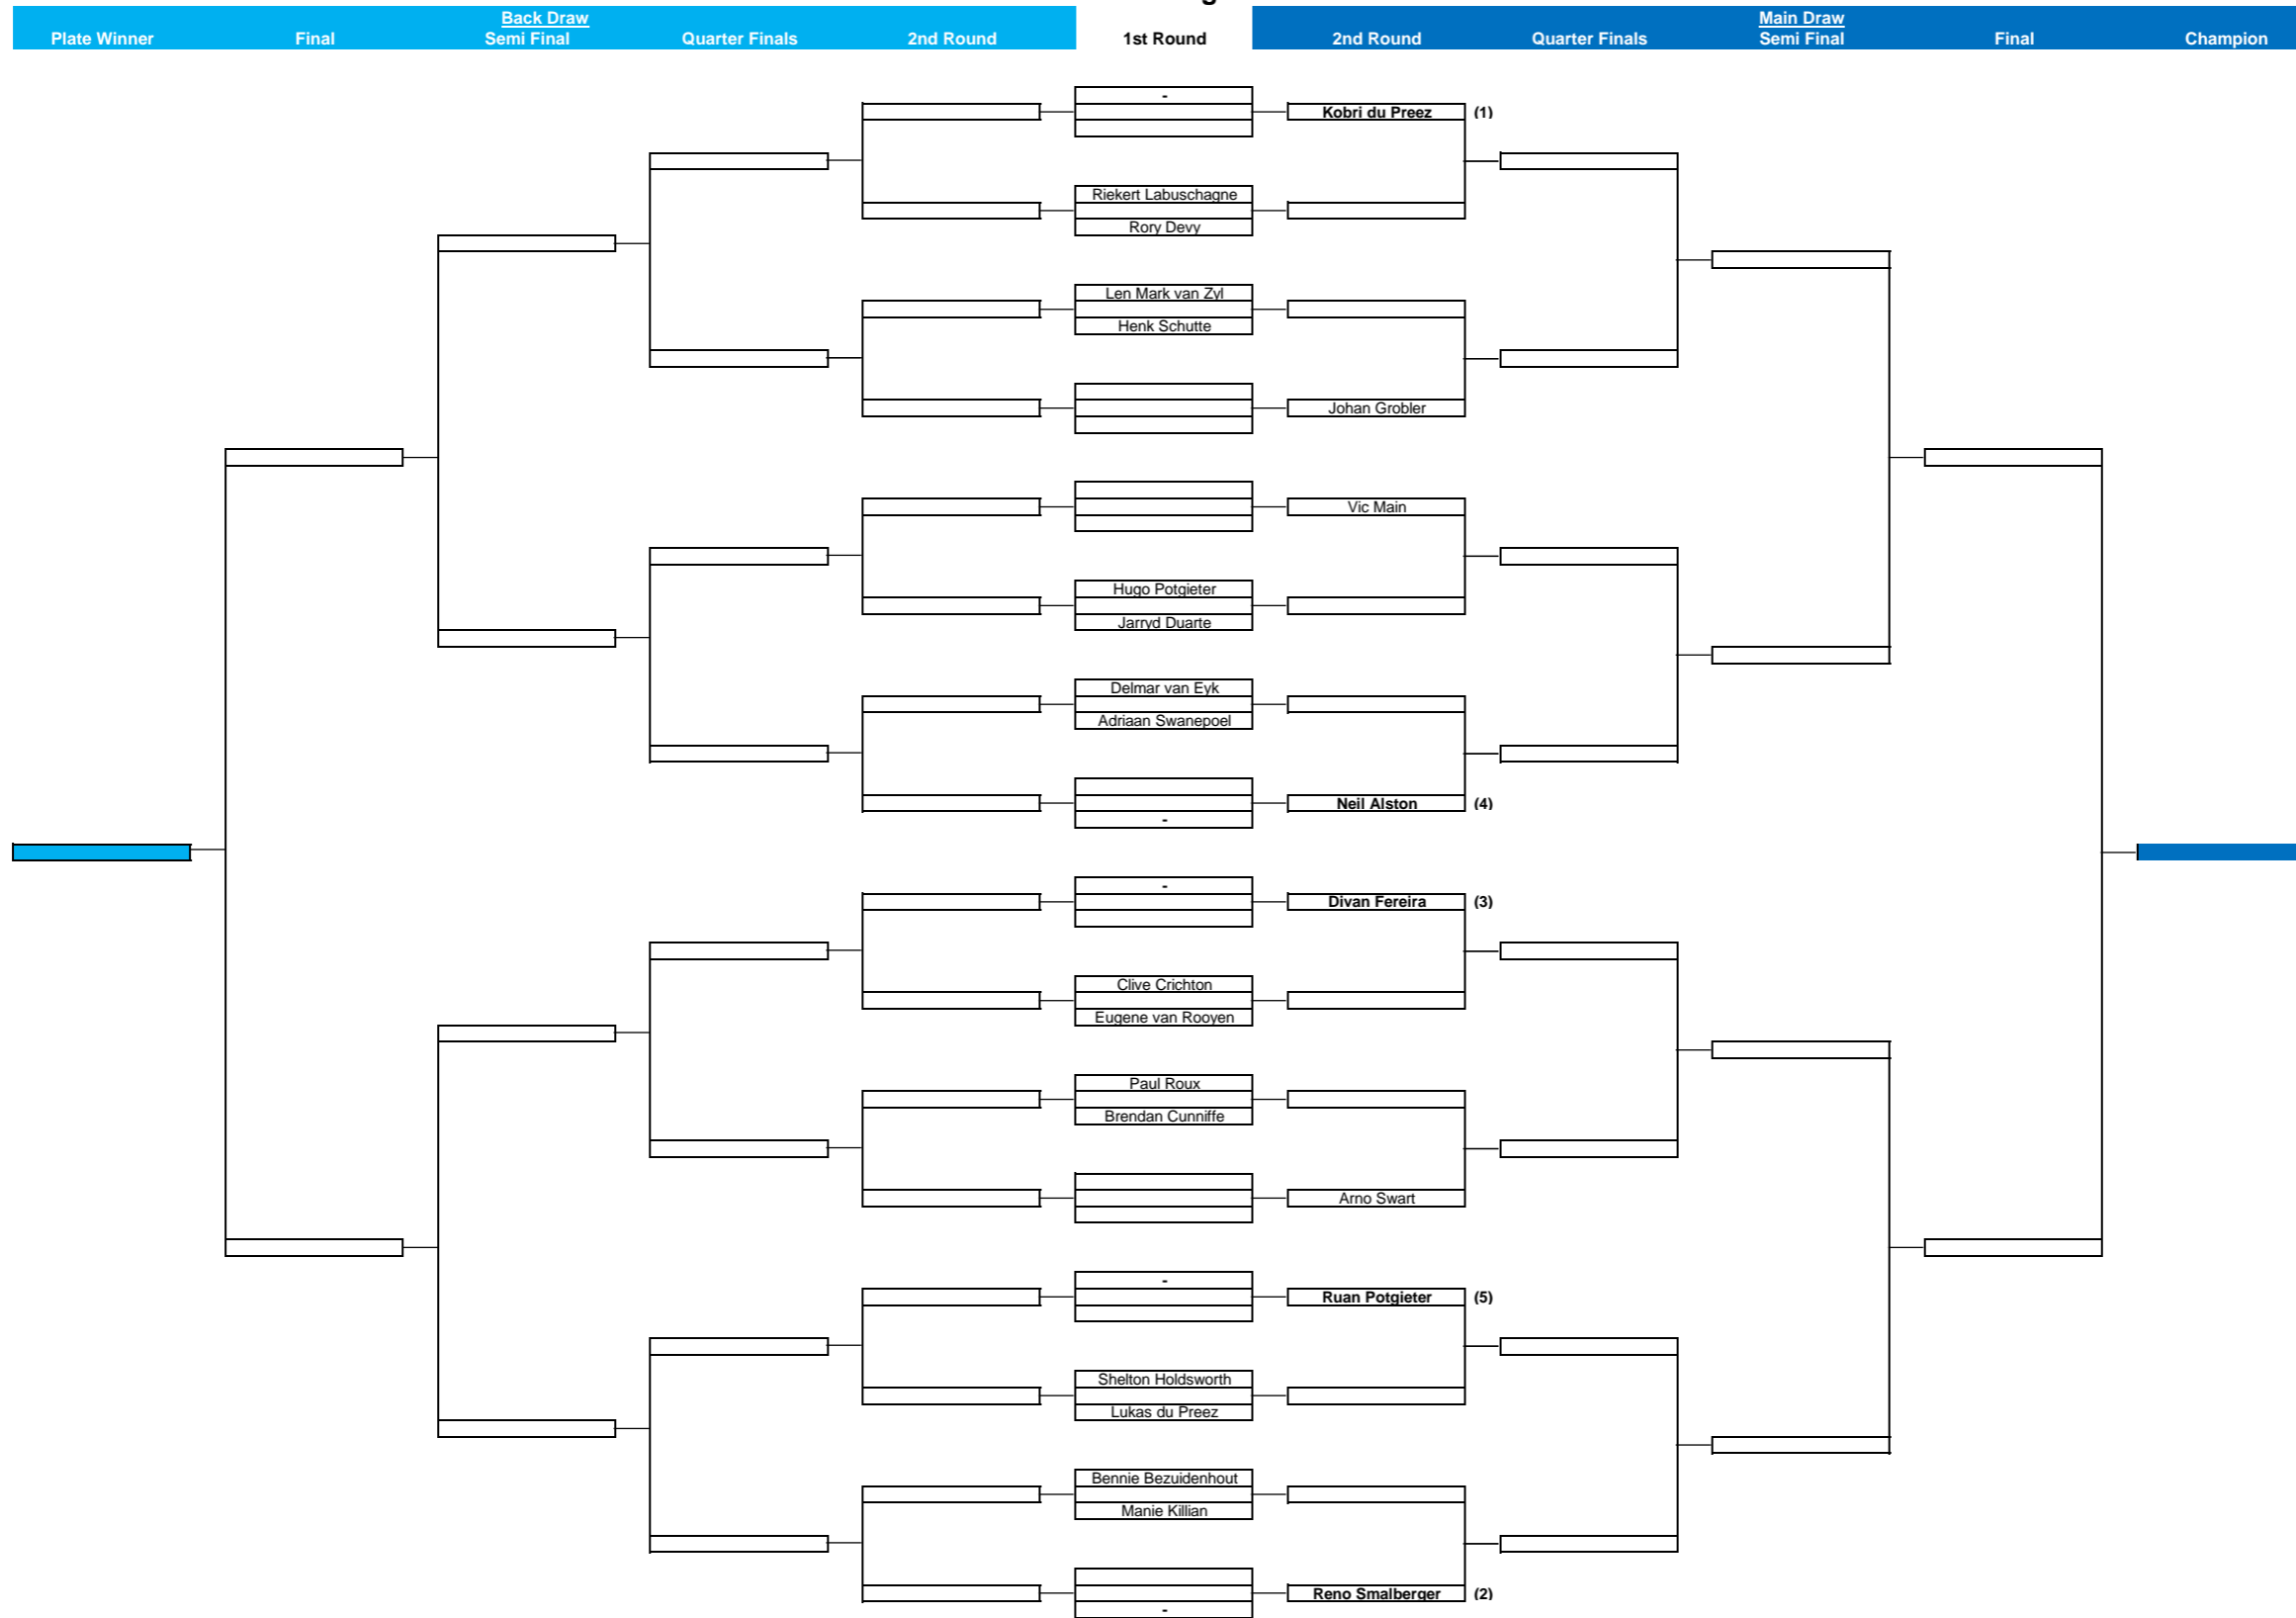 g
Back Draw
Main Draw
Plate Winner Final Semi Final Quarter Finals 2nd Round 1st Round 2nd Round Quarter Finals Semi Final Final Champion
-
Kobri du Preez (1)
Riekert Labuschagne
Rory Devy
Len Mark van Zyl
Henk Schutte
Johan Grobler
Vic Main
Hugo Potgieter
Jarryd Duarte
Delmar van Eyk
Adriaan Swanepoel
Neil Alston (4)
-
-
Divan Fereira (3)
Clive Crichton
Eugene van Rooyen
Paul Roux
Brendan Cunniffe
Arno Swart
-
Ruan Potgieter (5)
Shelton Holdsworth
Lukas du Preez
Bennie Bezuidenhout
Manie Killian
Reno Smalberger (2)
-